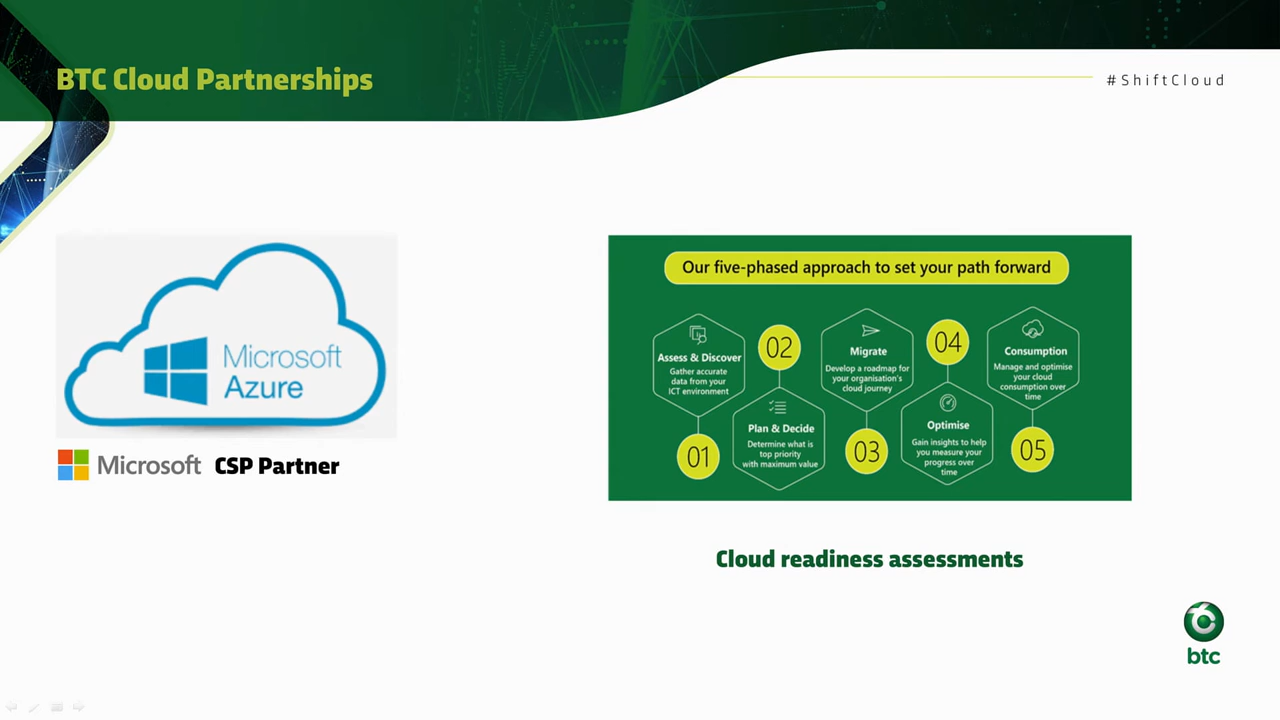 BTC Cloud Partnerships
#ShiftCloud
Microsoft
Azure
Microsoft CSP Partner
Our five-phased approach to set your path forward
Assess & Discover
Gather accurate
data from your
ICT environment
01
02
Plan & Decide
Determine what is
top priority
with maximum value
Migrate
Develop a roadmap for
your organisation's
cloud journey
03
04
Optimise
Gain insights to help
you measure your
progress over
time
Consumption
Manage and optimise
your cloud
consumption over
time
05
Cloud readiness assessments
btc